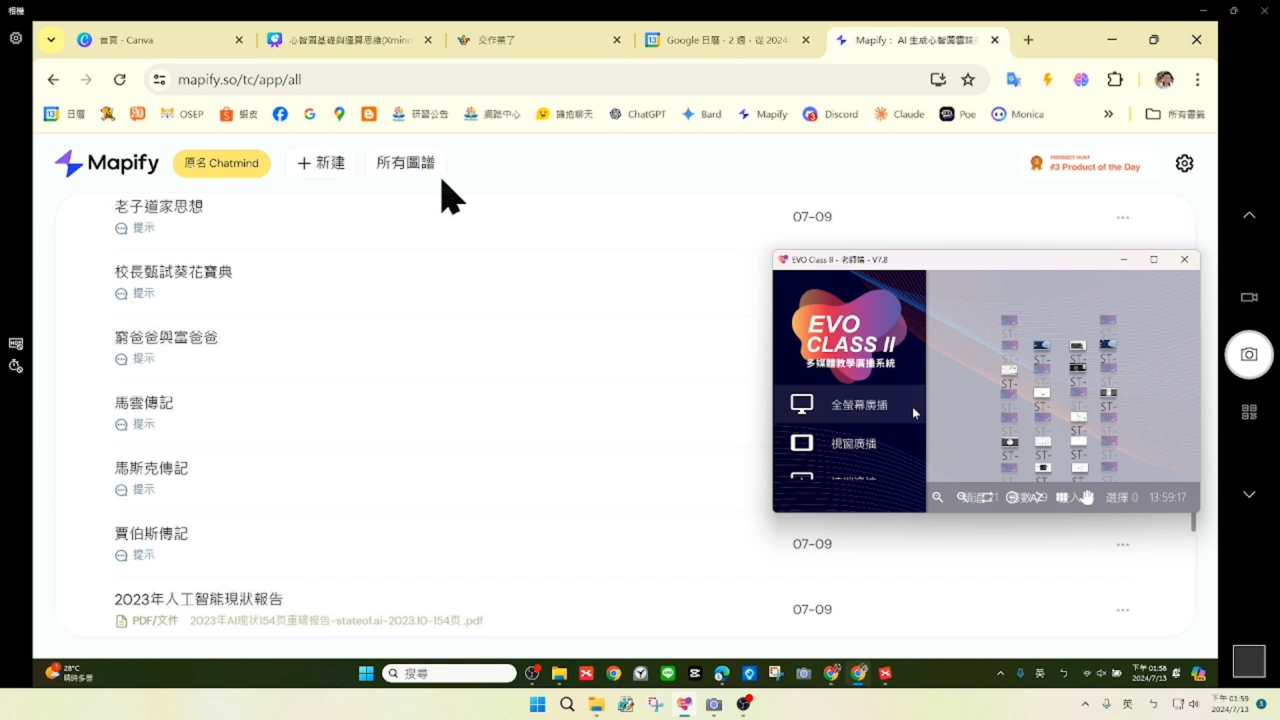 相機
首頁 - Canva
心智圖基礎與運算思維(Xmind
交作業了
Google 日曆 - 2 週，從 2024
Mapify： AI 生成心智圖雲端
mapify.so/tc/app/all
日曆
OSEP
蝦皮
研習公告
網路中心
擁抱聊天
ChatGPT
Bard
Mapify
Discord
Claude
Poe
Monica
所有書籤
Mapify
原名 Chatmind
新建
所有圖譜
PRODUCT HUNT
#3 Product of the Day
老子道家思想
07-09
提示
校長甄試葵花寶典
提示
窮爸爸與富爸爸
提示
馬雲傳記
提示
馬斯克傳記
提示
賈伯斯傳記
07-09
提示
2023年人工智能現狀報告
07-09
PDF/文件
2023年AI现状154页重磅报告-stateof.ai-2023.10-154页 .pdf
EVO Class II - 老師端 - V7.8
EVO
CLASS II
多媒體教學廣播系統
全螢幕廣播
視窗廣播
選擇 0
13:59:17
28°C
晴時多雲
搜尋
英
下午 01:58
2024/7/13
英
下午 01:59
2024/7/13
3